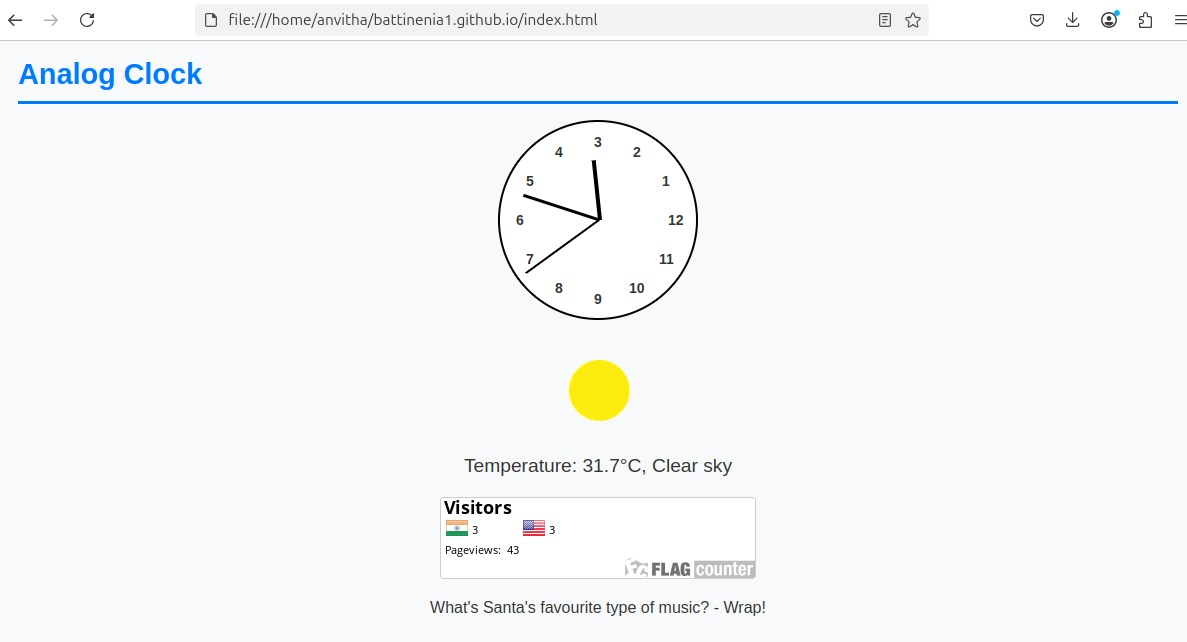 file:///home/anvitha/battinenia1.github.io/index.html
Analog Clock
3
4 2
5 1
6 12
7 11
8 10
9
Temperature: 31.7°C, Clear sky
Visitors
3 3
Pageviews: 43
FLAG counter
What's Santa's favourite type of music? - Wrap!